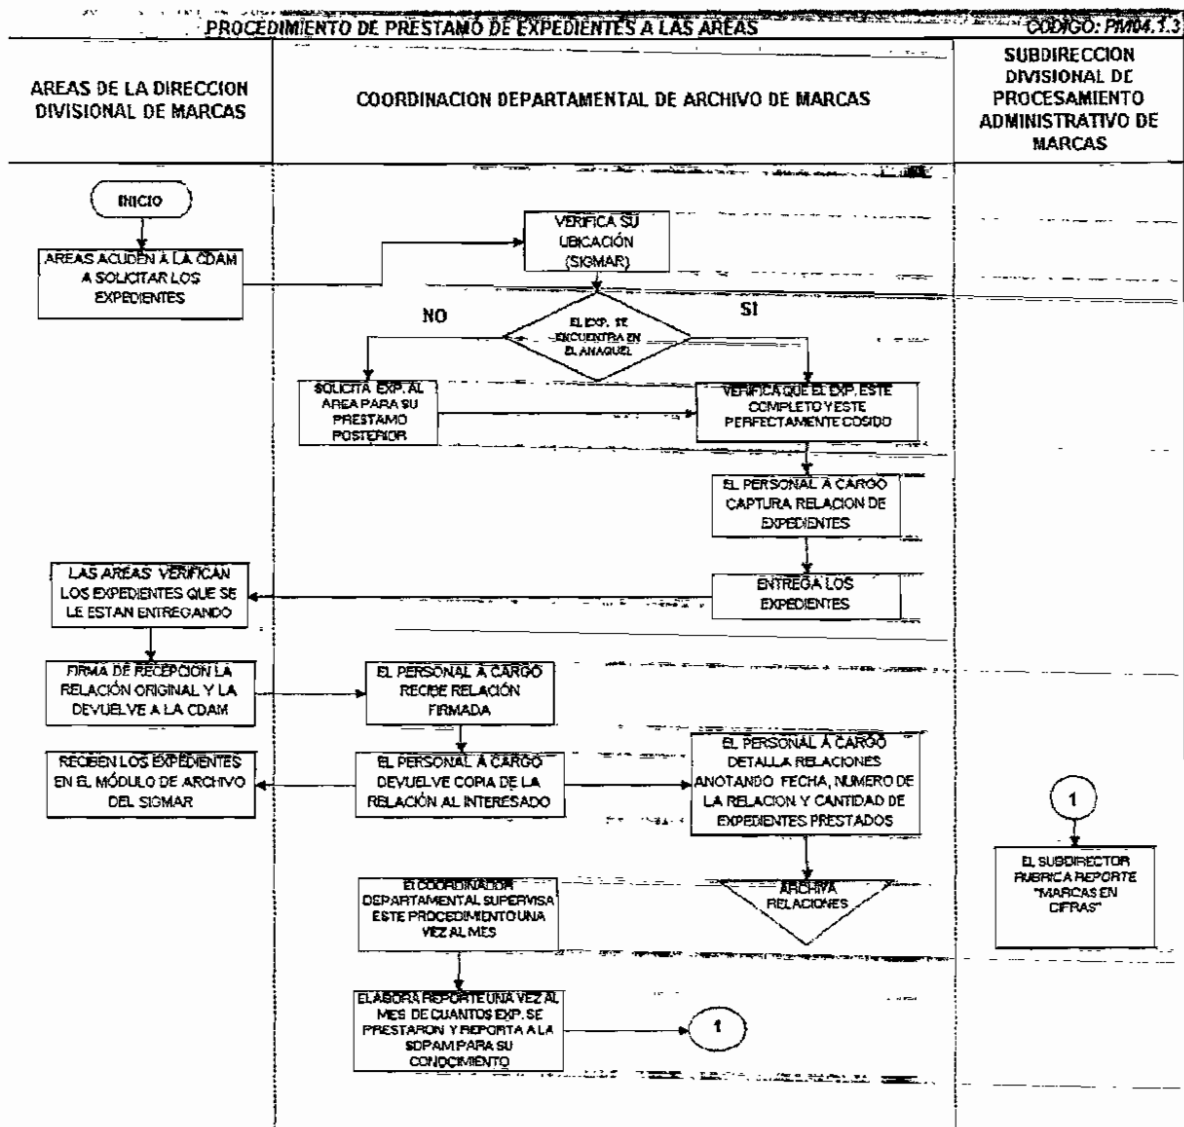 PROCEDIMIENTO DE PRESTAMO DE EXPEDIENTES A LAS AREAS
CODIGO: PM04.1.3
AREAS DE LA DIRECCION
DIVISIONAL DE MARCAS
COORDINACION DEPARTAMENTAL DE ARCHIVO DE MARCAS
SUBDIRECCION
DIVISIONAL DE
PROCESAMIENTO
ADMINISTRATIVO DE
MARCAS
INICIO
AREAS ACUDEN A LA CDAM
A SOLICITAR LOS
EXPEDIENTES
VERIFICA SU
UBICACIÓN
(SIGMAR)
NO
SI
EL EXP. SE
ENCUENTRA EN
EL ANAQUEL
SOLICITA EXP. AL
AREA PARA SU
PRESTAMO
POSTERIOR
VERIFICA QUE EL EXP. ESTE
COMPLETO Y ESTE
PERFECTAMENTE COSIDO
EL PERSONAL A CARGO
CAPTURA RELACION DE
EXPEDIENTES
ENTREGA LOS
EXPEDIENTES
LAS AREAS VERIFICAN
LOS EXPEDIENTES QUE SE
LE ESTAN ENTREGANDO
FIRMA DE RECEPCION LA
RELACIÓN ORIGINAL Y LA
DEVUELVE A LA CDAM
EL PERSONAL A CARGO
RECIBE RELACIÓN
FIRMADA
RECIBEN LOS EXPEDIENTES
EN EL MÓDULO DE ARCHIVO
DEL SIGMAR
EL PERSONAL A CARGO
DEVUELVE COPIA DE LA
RELACIÓN AL INTERESADO
EL PERSONAL A CARGO
DETALLA RELACIONES
ANOTANDO FECHA, NUMERO DE
LA RELACION Y CANTIDAD DE
EXPEDIENTES PRESTADOS
ARCHIVA
RELACIONES
1
EL SUBDIRECTOR
RUBRICA REPORTE
"MARCAS EN
CIFRAS"
El COORDINADOR
DEPARTAMENTAL SUPERVISA
ESTE PROCEDIMIENTO UNA
VEZ AL MES
ELABORA REPORTE UNA VEZ AL
MES DE CUANTOS EXP. SE
PRESTARON Y REPORTA A LA
SDPAM PARA SU
CONOCIMIENTO
1